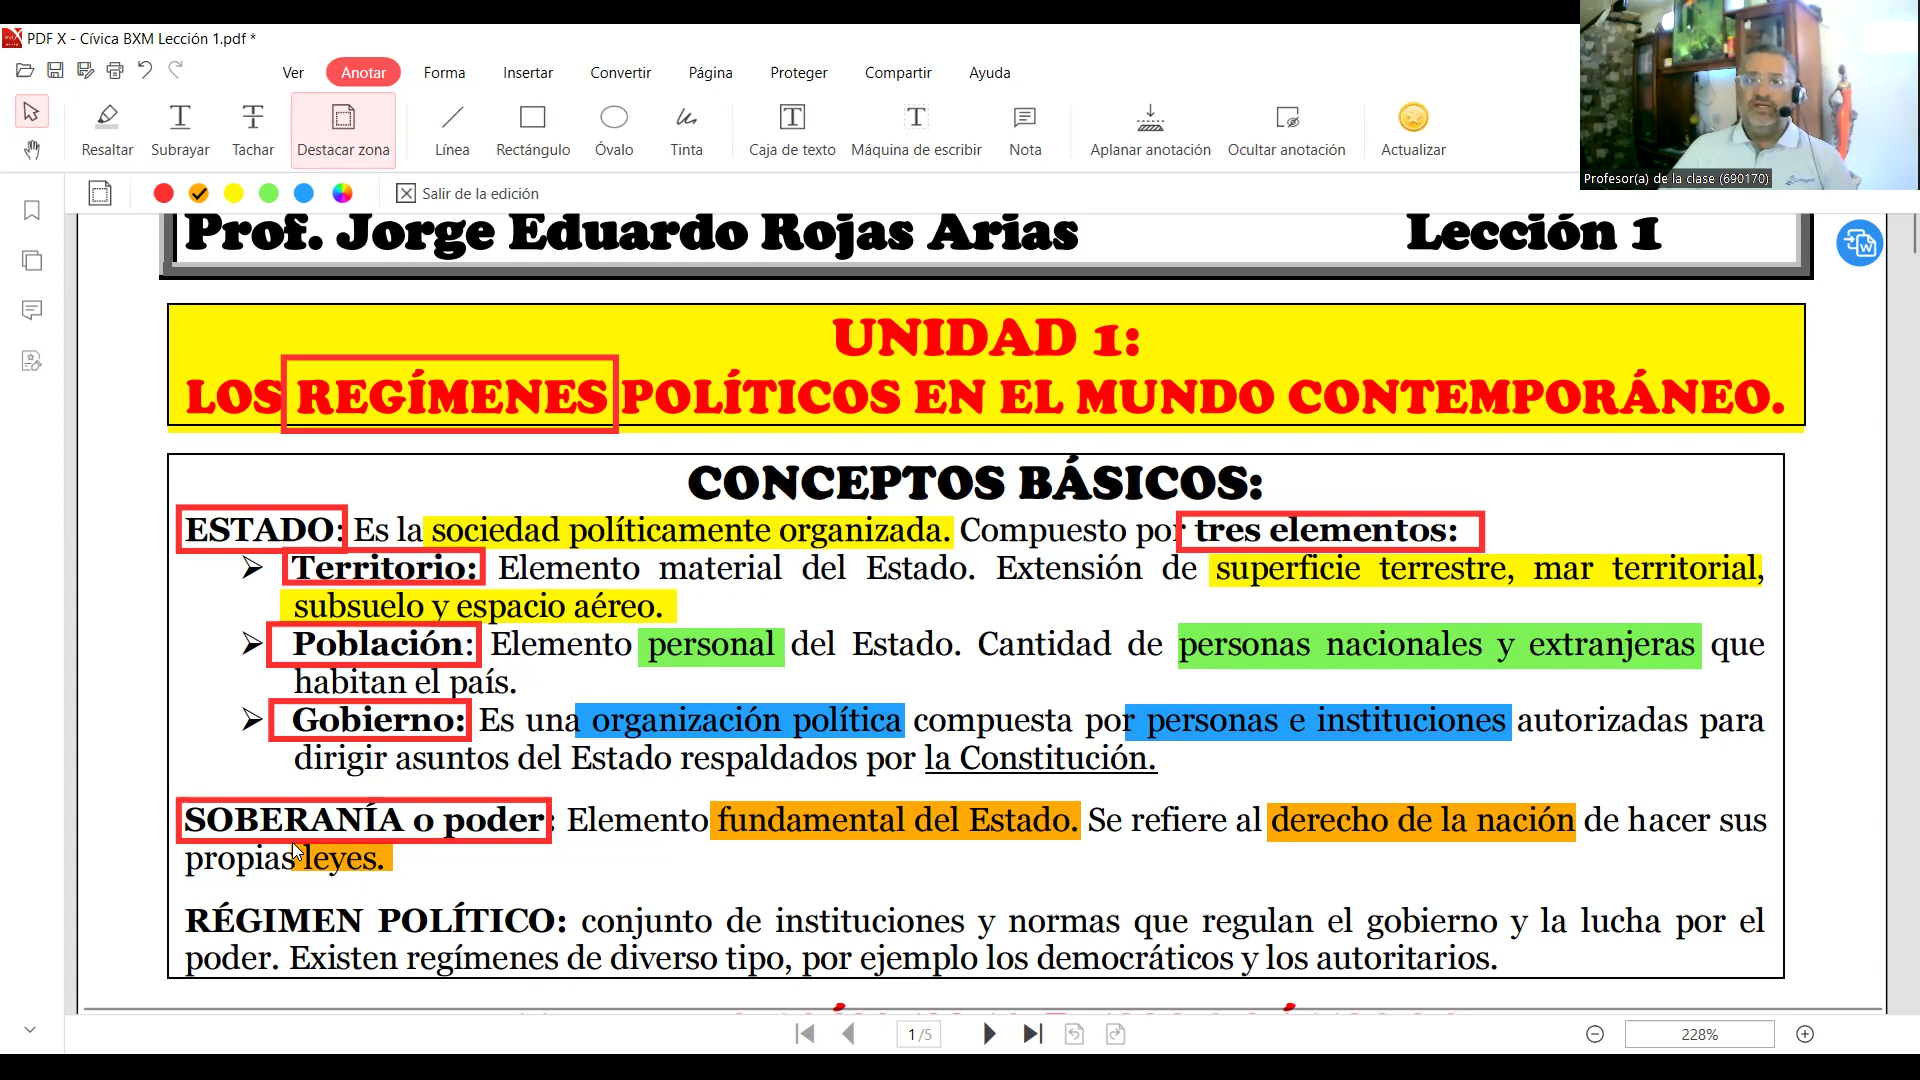 PDF X - Cívica BXM Lección 1.pdf *
Ver Anotar Forma Insertar Convertir Página Proteger Compartir Ayuda
Resaltar Subrayar Tachar Destacar zona Línea Rectángulo Óvalo Tinta Caja de texto Máquina de escribir Nota Aplanar anotación Ocultar anotación Actualizar
Profesor(a) de la clase (690170)
Salir de la edición
Prof. Jorge Eduardo Rojas Arias Lección 1
UNIDAD 1:
LOS REGÍMENES POLÍTICOS EN EL MUNDO CONTEMPORÁNEO.
CONCEPTOS BÁSICOS:
ESTADO: Es la sociedad políticamente organizada. Compuesto por tres elementos:
➢ Territorio: Elemento material del Estado. Extensión de superficie terrestre, mar territorial,
subsuelo y espacio aéreo.
➢ Población: Elemento personal del Estado. Cantidad de personas nacionales y extranjeras que
habitan el país.
➢ Gobierno: Es una organización política compuesta por personas e instituciones autorizadas para
dirigir asuntos del Estado respaldados por la Constitución.
SOBERANÍA o poder: Elemento fundamental del Estado. Se refiere al derecho de la nación de hacer sus
propias leyes.
RÉGIMEN POLÍTICO: conjunto de instituciones y normas que regulan el gobierno y la lucha por el
poder. Existen regímenes de diverso tipo, por ejemplo los democráticos y los autoritarios.
1/5
228%